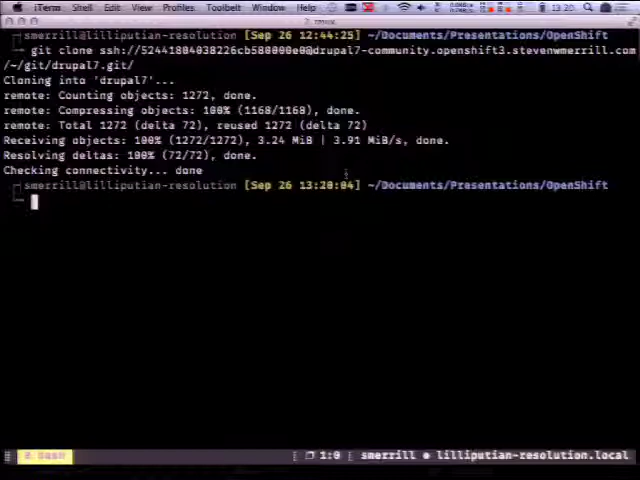 iTerm Shell Edit View Profiles Toolbelt Window Help 13:20
smerrill@lilliputian-resolution [Sep 26 12:44:25] ~/Documents/Presentations/OpenShift
git clone ssh://52441804038226cb580000e0@drupal7-community.openshift3.stevenwmerrill.com
/~/git/drupal7.git/
Cloning into 'drupal7'...
remote: Counting objects: 1272, done.
remote: Compressing objects: 100% (1168/1168), done.
remote: Total 1272 (delta 72), reused 1272 (delta 72)
Receiving objects: 100% (1272/1272), 3.24 MiB | 3.91 MiB/s, done.
Resolving deltas: 100% (72/72), done.
Checking connectivity... done
smerrill@lilliputian-resolution [Sep 26 13:20:04] ~/Documents/Presentations/OpenShift
1:0 smerrill lilliputian-resolution.local